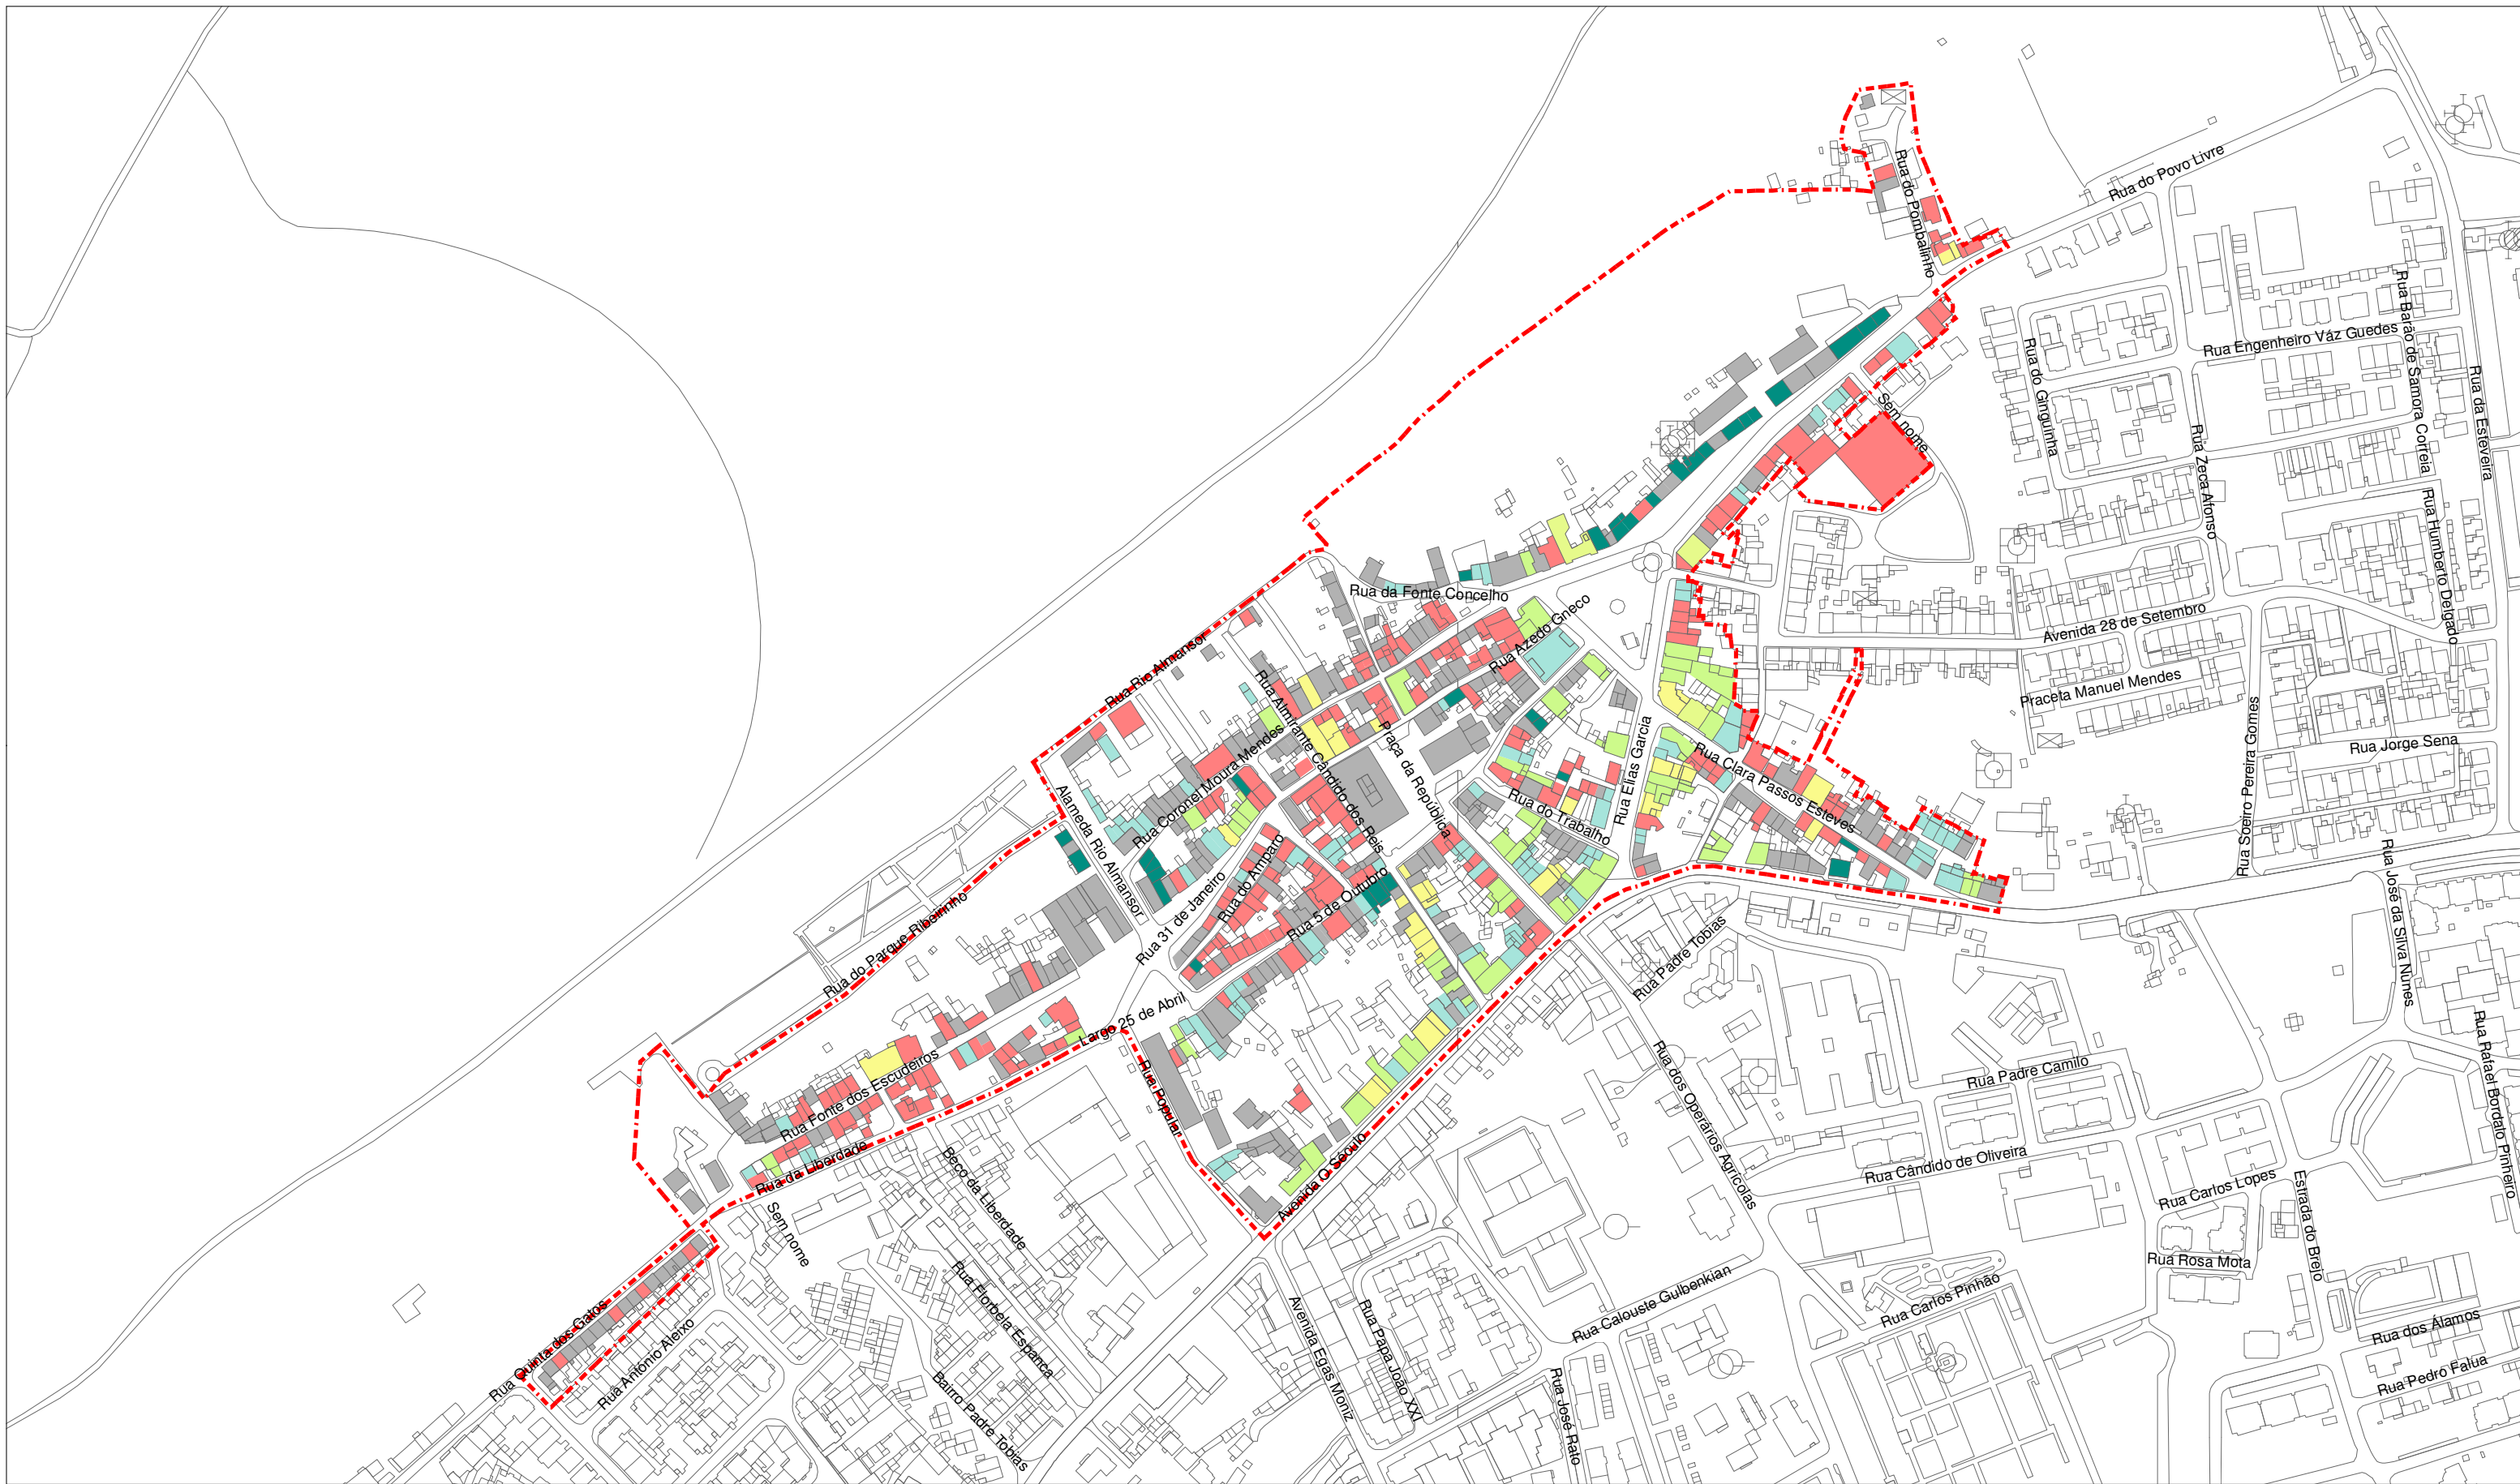 Rua do Povo Livre
Rua do Pombalinho
Rua Barão de Samora Correia
Rua Engenheiro Váz Guedes
Rua do Ginguinha
Rua da Esteveira
Sem nome
Rua Zeca Afonso
Rua Humberto Delgado
Rua da Fonte Concelho
Rua Azedo Gneco
Avenida 28 de Setembro
Rua Rio Almansor
Rua Almirante Cândido dos Reis
Praceta Manuel Mendes
Rua Soeiro Pereira Gomes
Rua Jorge Sena
Praça da República
Rua Elias Garcia
Rua Clara Passos Esteves
Rua Coronel Moura Mendes
Alameda Rio Almansor
Rua do Trabalho
Rua do Amparo
Rua 31 de Janeiro
Rua 5 de Outubro
Rua do Parque Ribeirinho
Rua José da Silva Nunes
Rua Padre Tobias
Largo 25 de Abril
Rua Rafael Bordalo Pinheiro
Rua Fonte dos Escudeiros
Rua Popular
Rua dos Operários Agrícolas
Rua Padre Camilo
Rua da Liberdade
Beco da Liberdade
Avenida O Século
Rua Cândido de Oliveira
Rua Carlos Lopes
Estrada do Brejo
Sem nome
Rua Rosa Mota
Rua Florbela Espanca
Rua Calouste Gulbenkian
Rua Carlos Pinhão
Rua Quinta dos Gatos
Rua António Aleixo
Avenida Egas Moniz
Rua Papa João XXI
Rua dos Álamos
Rua Pedro Falua
Bairro Padre Tobias
Rua José Rato